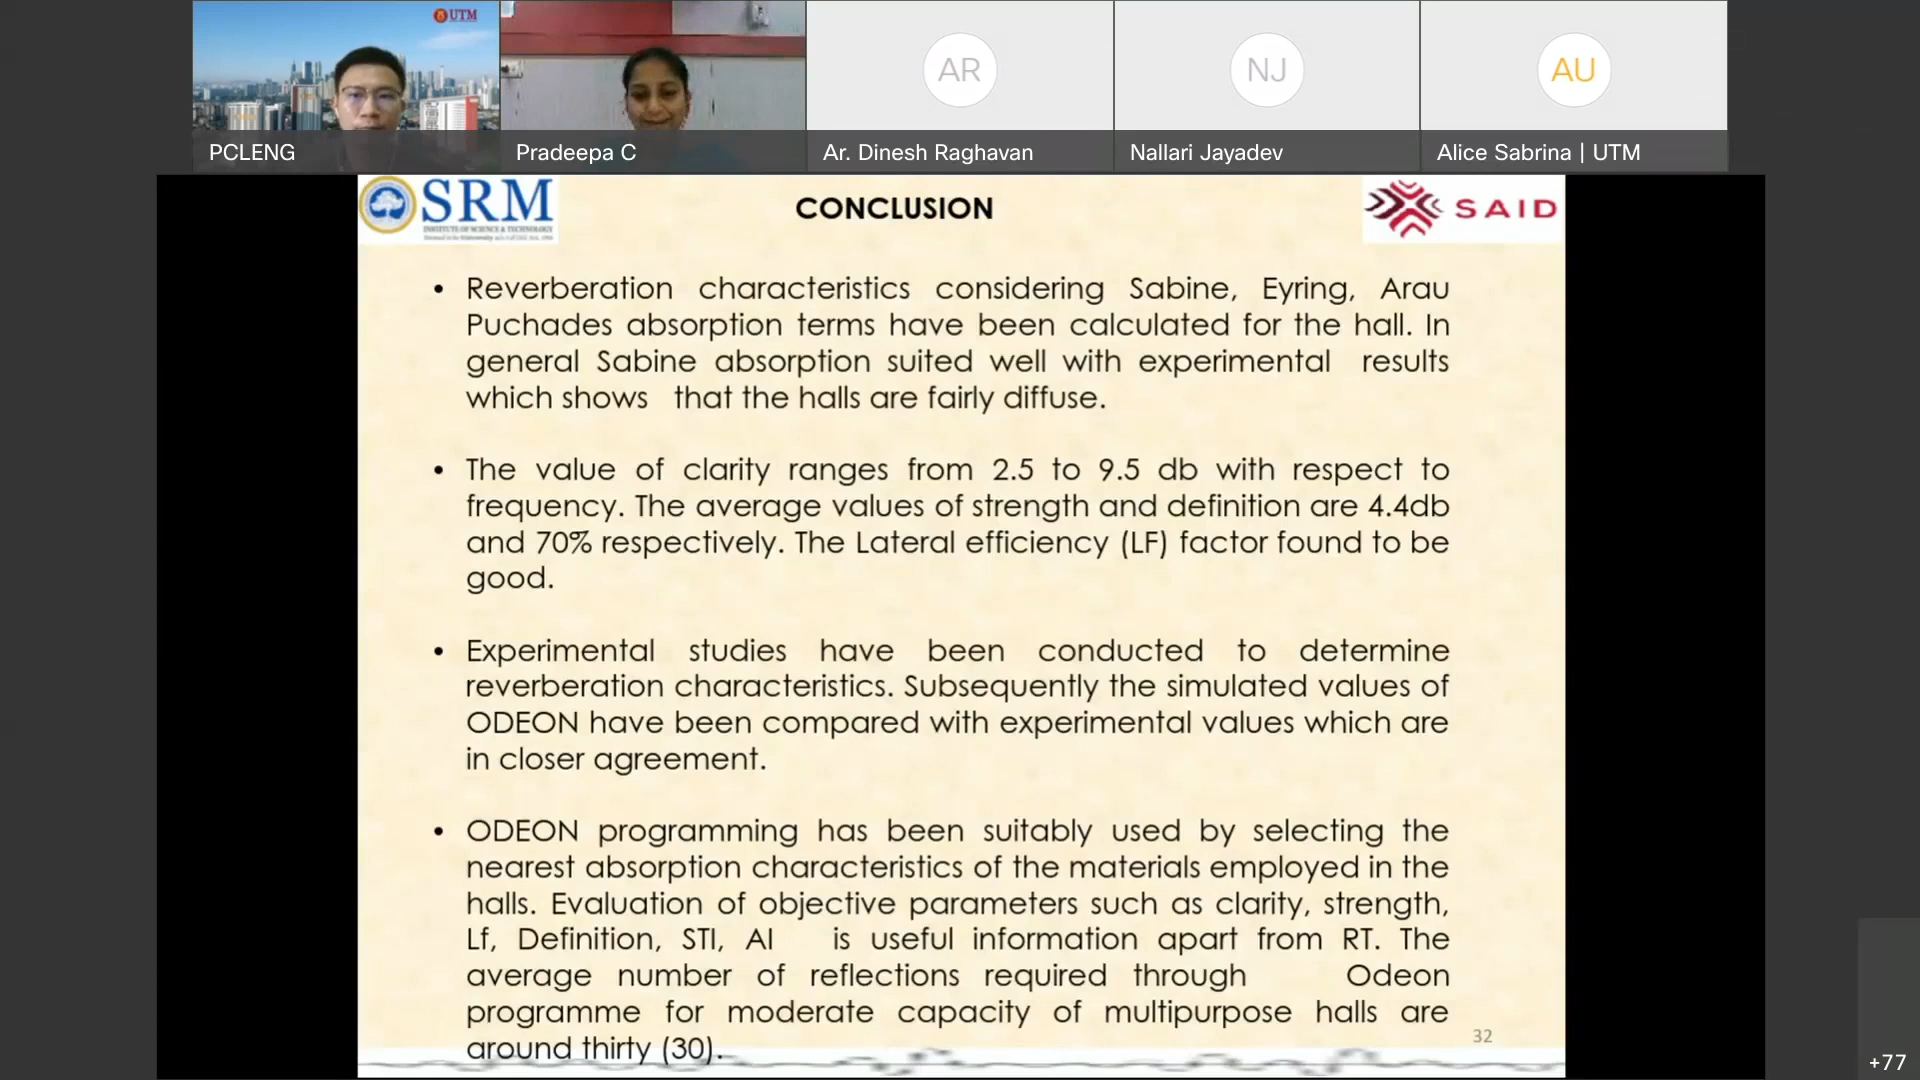 UTM
AR
NJ
AU
PCLENG
Pradeepa C
Ar. Dinesh Raghavan
Nallari Jayadev
Alice Sabrina | UTM
SRM
INSTITUTE OF SCIENCE & TECHNOLOGY
CONCLUSION
SAID
• Reverberation characteristics considering Sabine, Eyring, Arau
Puchades absorption terms have been calculated for the hall. In
general Sabine absorption suited well with experimental results
which shows that the halls are fairly diffuse.
• The value of clarity ranges from 2.5 to 9.5 db with respect to
frequency. The average values of strength and definition are 4.4db
and 70% respectively. The Lateral efficiency (LF) factor found to be
good.
• Experimental studies have been conducted to determine
reverberation characteristics. Subsequently the simulated values of
ODEON have been compared with experimental values which are
in closer agreement.
• ODEON programming has been suitably used by selecting the
nearest absorption characteristics of the materials employed in the
halls. Evaluation of objective parameters such as clarity, strength,
Lf, Definition, STI, AI is useful information apart from RT. The
average number of reflections required through Odeon
programme for moderate capacity of multipurpose halls are
around thirty (30).
32
+77